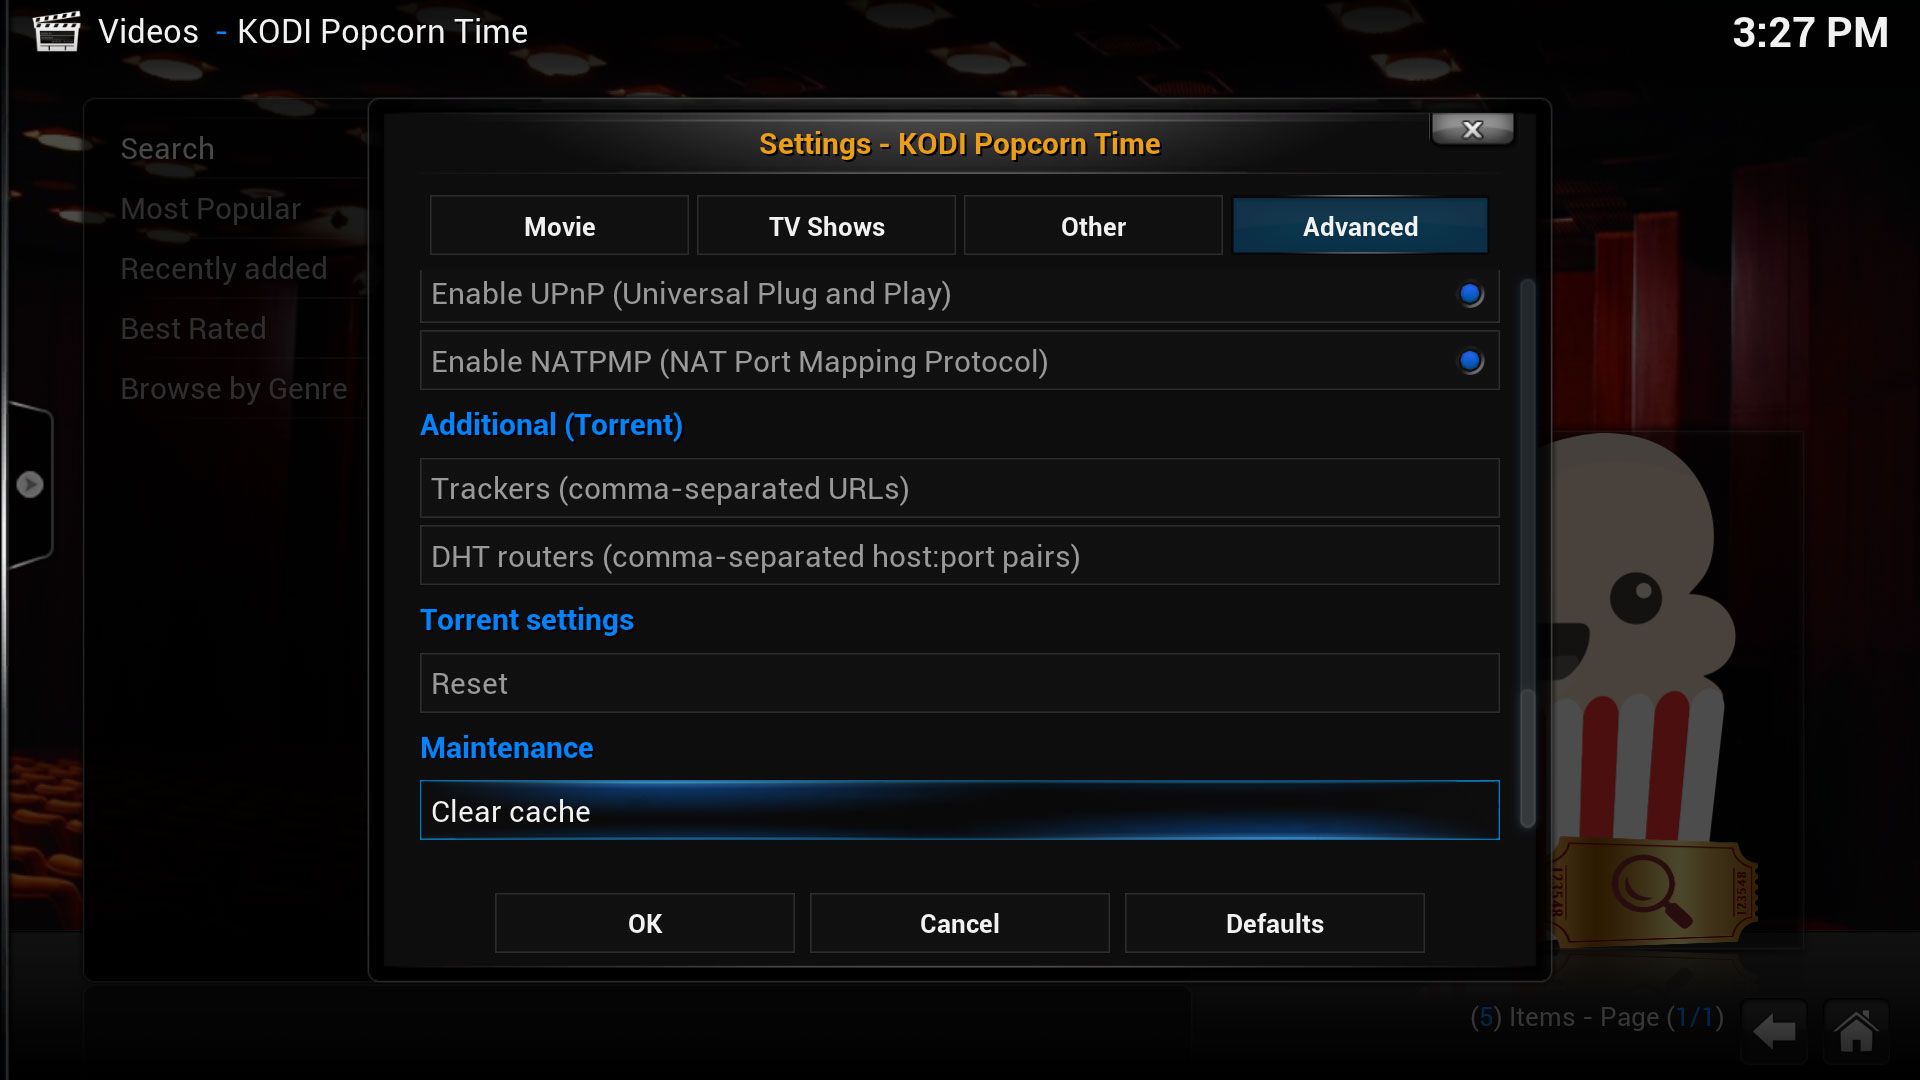 Videos - KODI Popcorn Time
3:27 PM
Search
Most Popular
Recently added
Best Rated
Browse by Genre
Settings - KODI Popcorn Time
Movie
TV Shows
Other
Advanced
Enable UPnP (Universal Plug and Play)
Enable NATPMP (NAT Port Mapping Protocol)
Additional (Torrent)
Trackers (comma-separated URLs)
DHT routers (comma-separated host:port pairs)
Torrent settings
Reset
Maintenance
Clear cache
OK
Cancel
Defaults
123548
123548
(5) Items - Page (1/1)